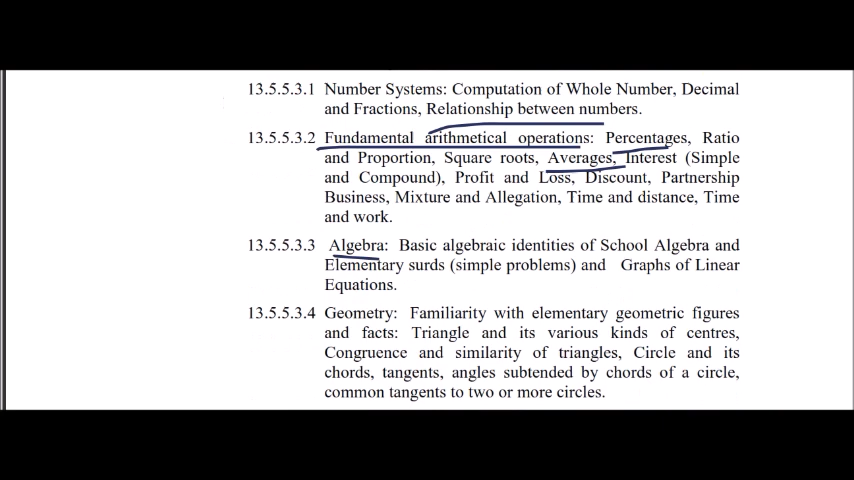 13.5.5.3.1 Number Systems: Computation of Whole Number, Decimal
and Fractions, Relationship between numbers.
13.5.5.3.2 Fundamental arithmetical operations: Percentages, Ratio
and Proportion, Square roots, Averages, Interest (Simple
and Compound), Profit and Loss, Discount, Partnership
Business, Mixture and Allegation, Time and distance, Time
and work.
13.5.5.3.3 Algebra: Basic algebraic identities of School Algebra and
Elementary surds (simple problems) and Graphs of Linear
Equations.
13.5.5.3.4 Geometry: Familiarity with elementary geometric figures
and facts: Triangle and its various kinds of centres,
Congruence and similarity of triangles, Circle and its
chords, tangents, angles subtended by chords of a circle,
common tangents to two or more circles.